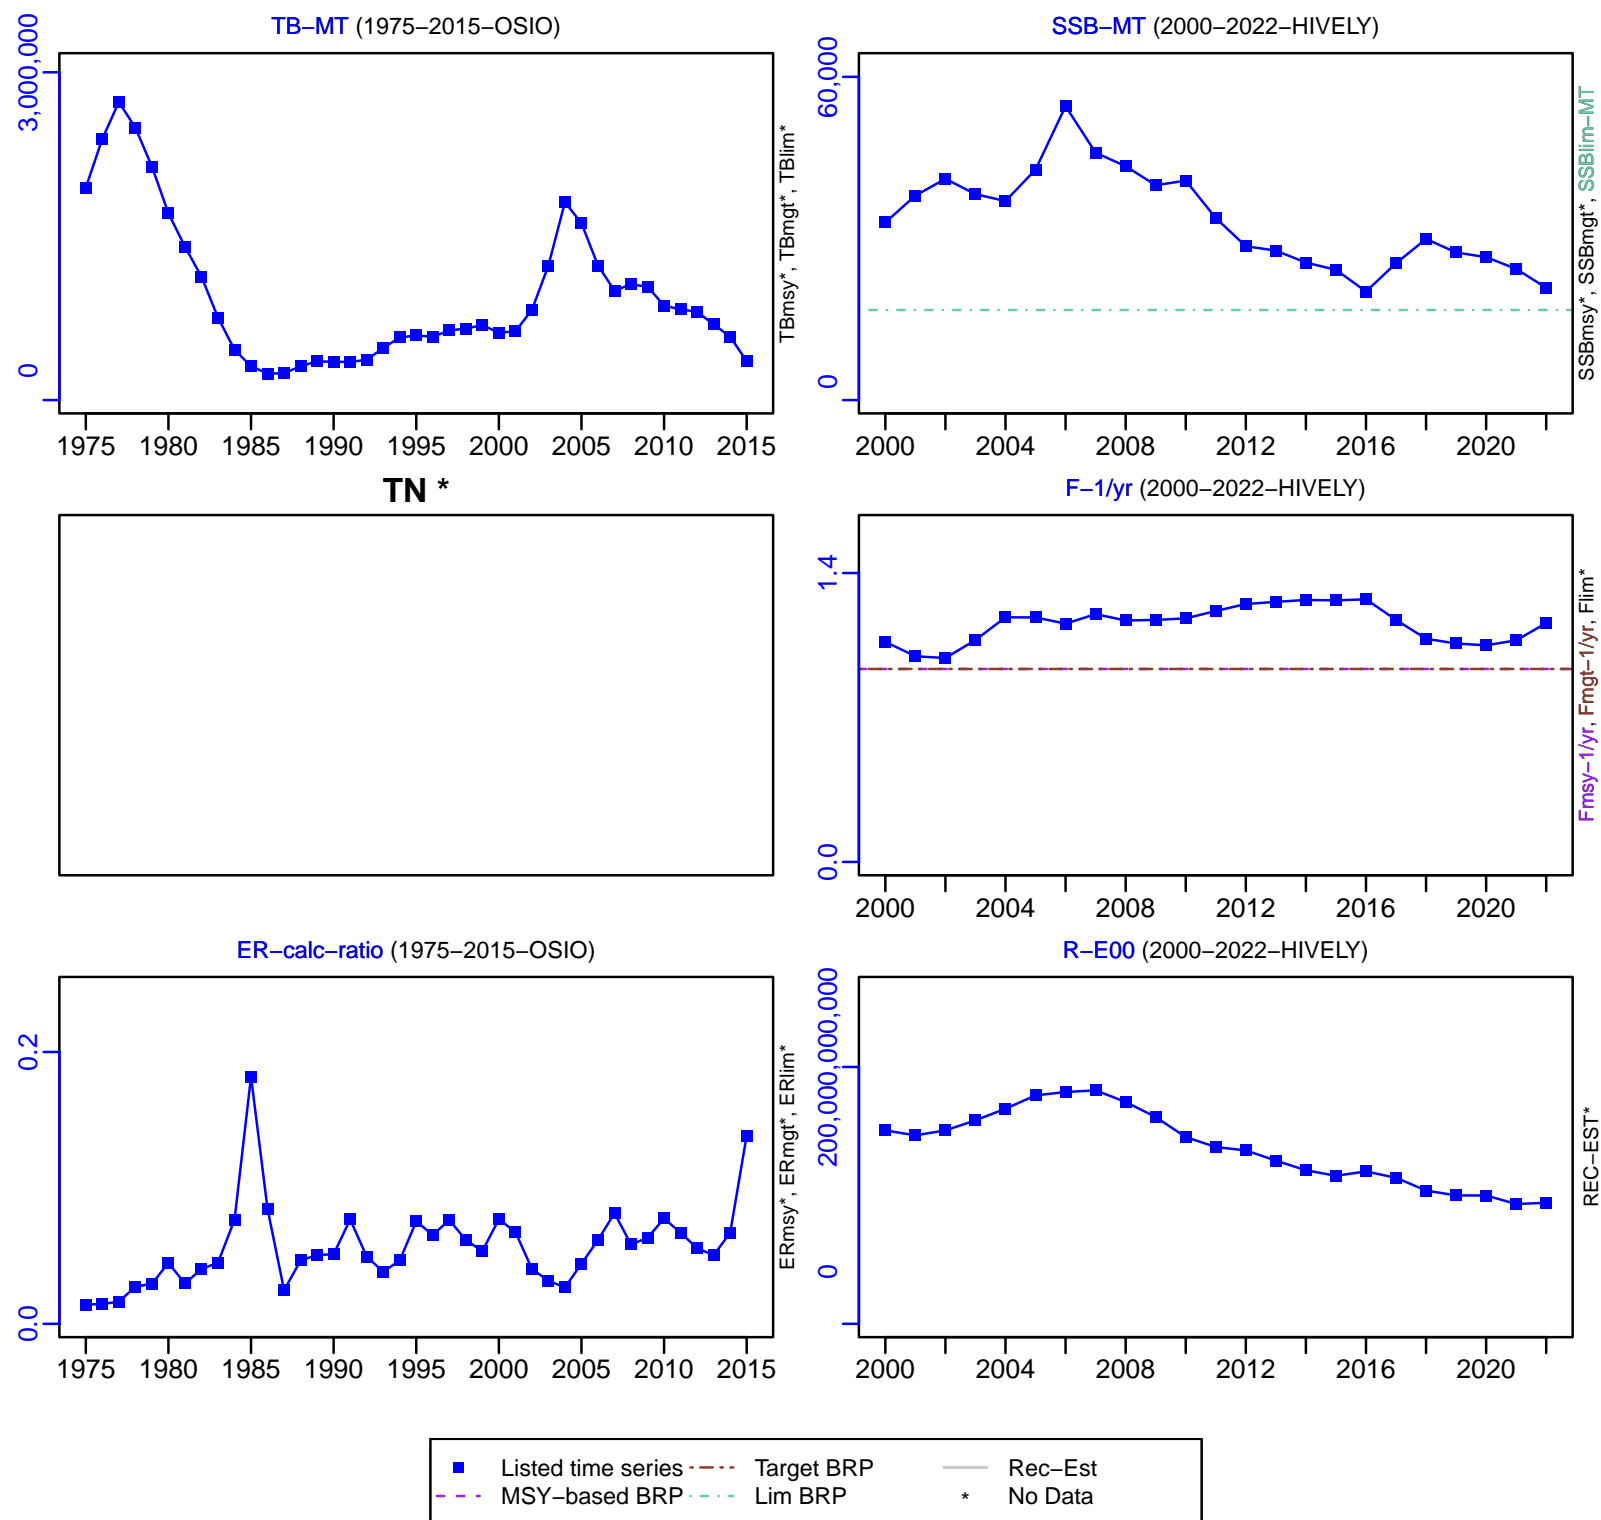 TB−MT (1975−2015−OSIO)
3,000,000
0
1975 1980 1985 1990 1995 2000 2005 2010 2015
TBmsy*, TBmgt*, TBlim*
SSB−MT (2000−2022−HIVELY)
60,000
0
2000 2004 2008 2012 2016 2020
SSBmsy*, SSBmgt*, SSBlim−MT
TN *
F−1/yr (2000−2022−HIVELY)
1.4
0.0
2000 2004 2008 2012 2016 2020
Fmsy−1/yr, Fmgt−1/yr, Flim*
ER−calc−ratio (1975−2015−OSIO)
0.2
0.0
1975 1980 1985 1990 1995 2000 2005 2010 2015
ERmsy*, ERmgt*, ERlim*
R−E00 (2000−2022−HIVELY)
200,000,000,000
0
2000 2004 2008 2012 2016 2020
REC−EST*
Listed time series Target BRP Rec−Est
MSY−based BRP Lim BRP * No Data